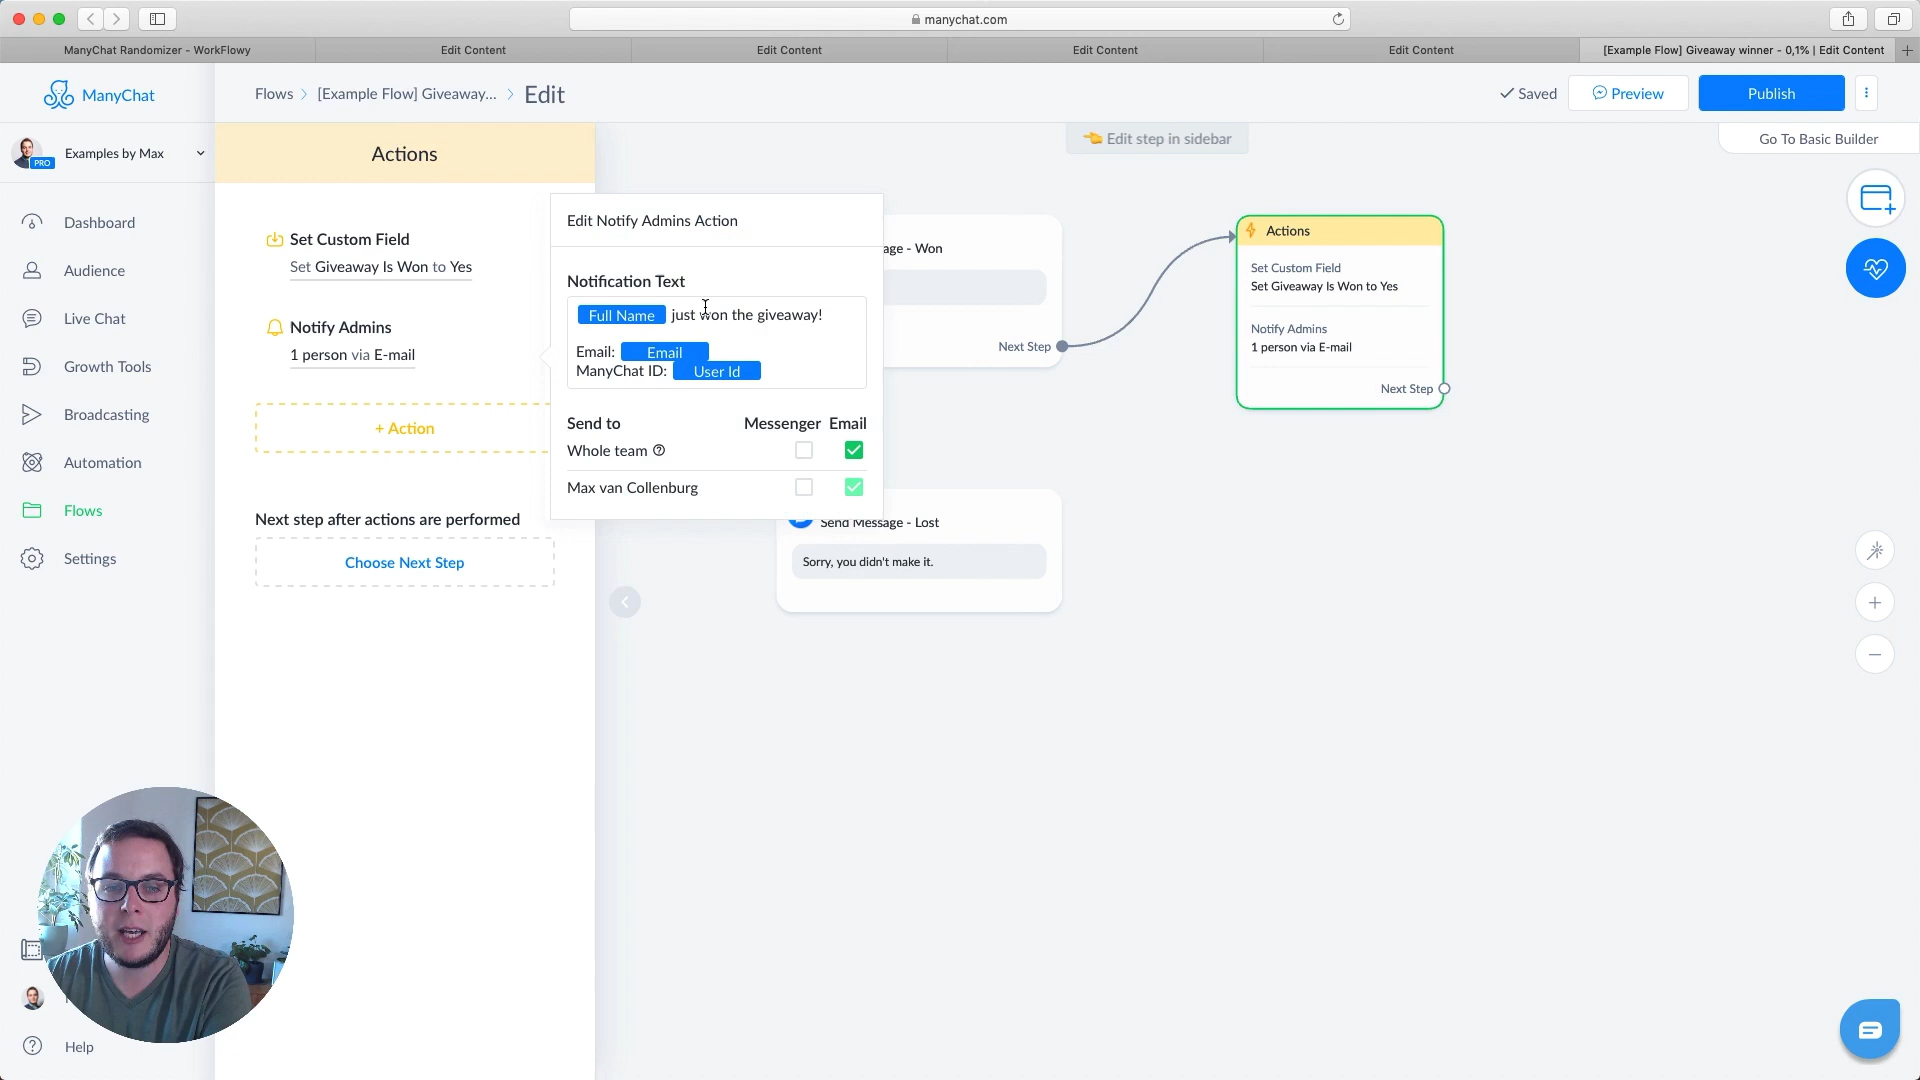 manychat.com
ManyChat Randomizer - WorkFlowy
Edit Content
Edit Content
Edit Content
Edit Content
[Example Flow] Giveaway winner - 0,1% | Edit Content
ManyChat
Flows
[Example Flow] Giveaway...
Edit
Saved
Preview
Publish
Examples by Max
PRO
Dashboard
Audience
Live Chat
Growth Tools
Broadcasting
Automation
Flows
Settings
Help
Actions
Set Custom Field
Set Giveaway Is Won to Yes
Notify Admins
1 person via E-mail
+ Action
Next step after actions are performed
Choose Next Step
Edit Notify Admins Action
Notification Text
Full Name just won the giveaway!
Email: Email
ManyChat ID: User Id
Send to Messenger Email
Whole team
Max van Collenburg
Edit step in sidebar
Go To Basic Builder
age - Won
Next Step
Send Message - Lost
Sorry, you didn't make it.
Actions
Set Custom Field
Set Giveaway Is Won to Yes
Notify Admins
1 person via E-mail
Next Step